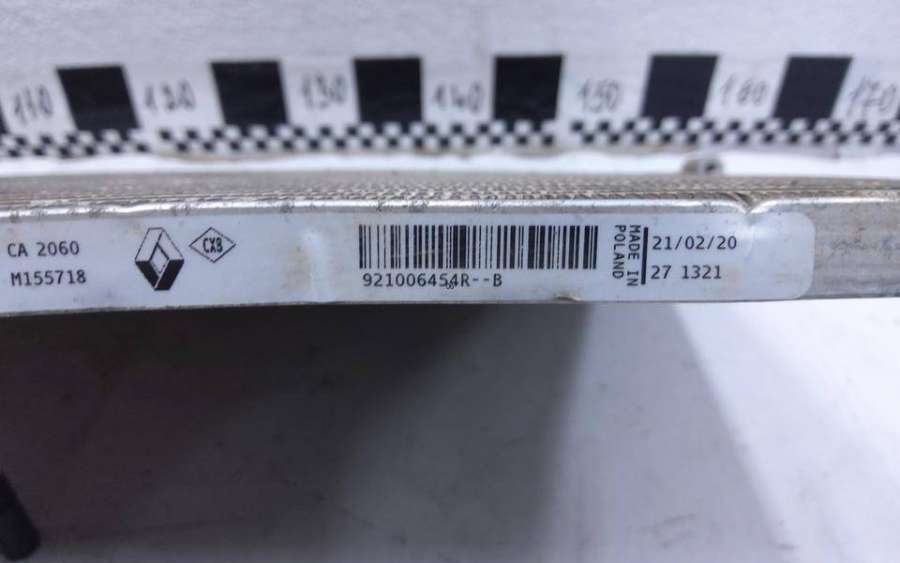 110 120 130 140 150 160 170
CA 2060
M155718
CXB
921006454R--B
MADE IN
POLAND
21/02/20
27 1321